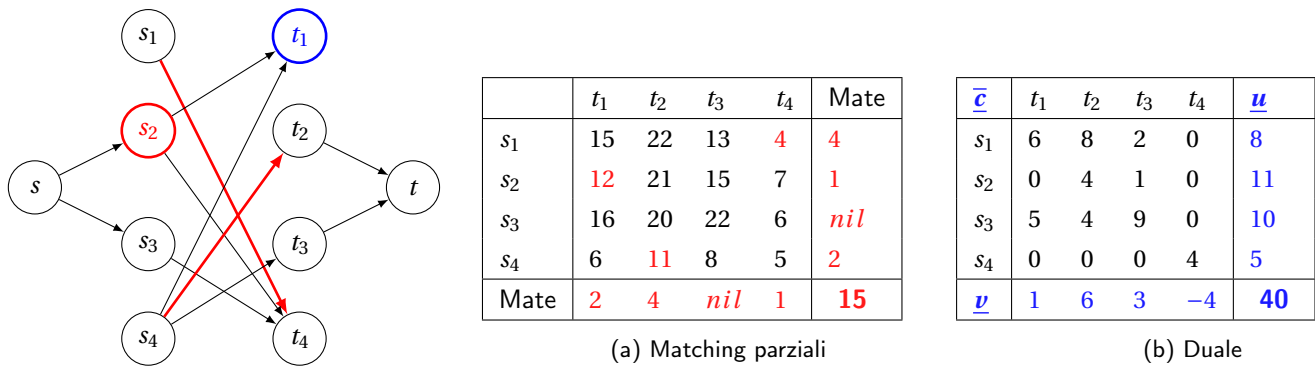 s1 t1
s2 t2
s t
s3 t3
s4 t4
t1 t2 t3 t4 Mate
s1 15 22 13 4 4
s2 12 21 15 7 1
s3 16 20 22 6 nil
s4 6 11 8 5 2
Mate 2 4 nil 1 15
(a) Matching parziali
c̅ t1 t2 t3 t4 u
s1 6 8 2 0 8
s2 0 4 1 0 11
s3 5 4 9 0 10
s4 0 0 0 4 5
v 1 6 3 −4 40
(b) Duale